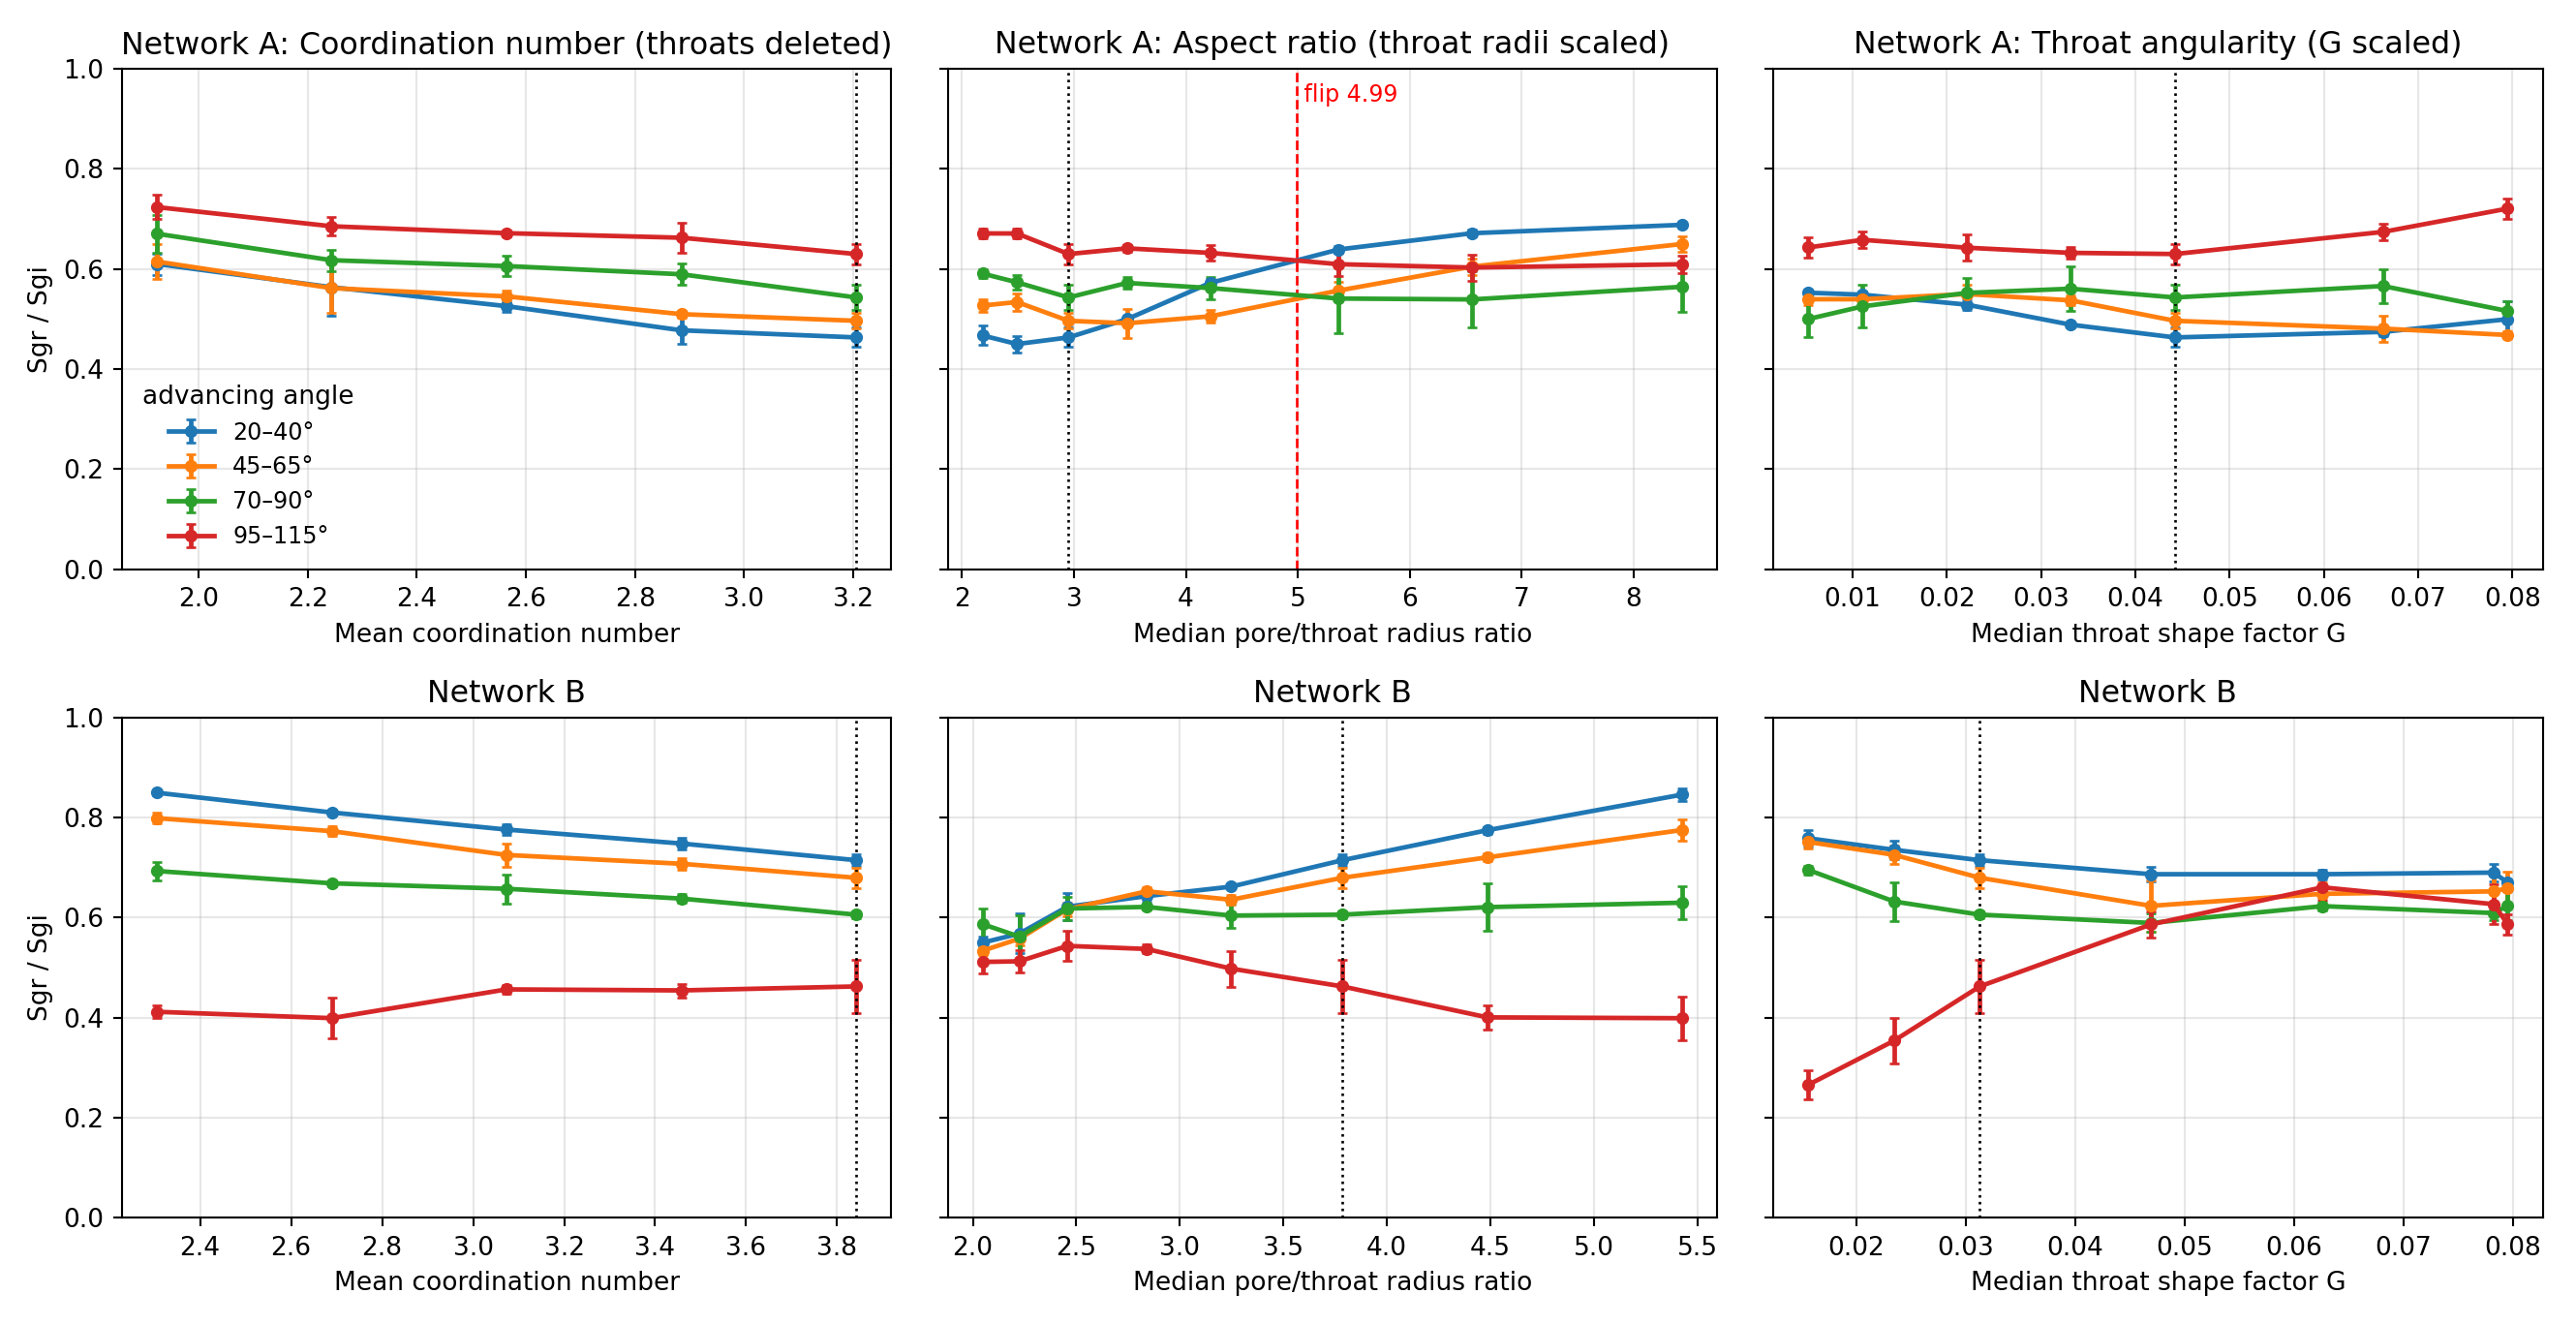 Network A: Coordination number (throats deleted)
Network A: Aspect ratio (throat radii scaled)
Network A: Throat angularity (G scaled)
1.0
0.8
0.6
0.4
0.2
0.0
Sgr / Sgi
flip 4.99
advancing angle
20–40°
45–65°
70–90°
95–115°
2.0 2.2 2.4 2.6 2.8 3.0 3.2
2 3 4 5 6 7 8
0.01 0.02 0.03 0.04 0.05 0.06 0.07 0.08
Mean coordination number
Median pore/throat radius ratio
Median throat shape factor G
Network B
Network B
Network B
1.0
0.8
0.6
0.4
0.2
0.0
Sgr / Sgi
2.4 2.6 2.8 3.0 3.2 3.4 3.6 3.8
2.0 2.5 3.0 3.5 4.0 4.5 5.0 5.5
0.02 0.03 0.04 0.05 0.06 0.07 0.08
Mean coordination number
Median pore/throat radius ratio
Median throat shape factor G